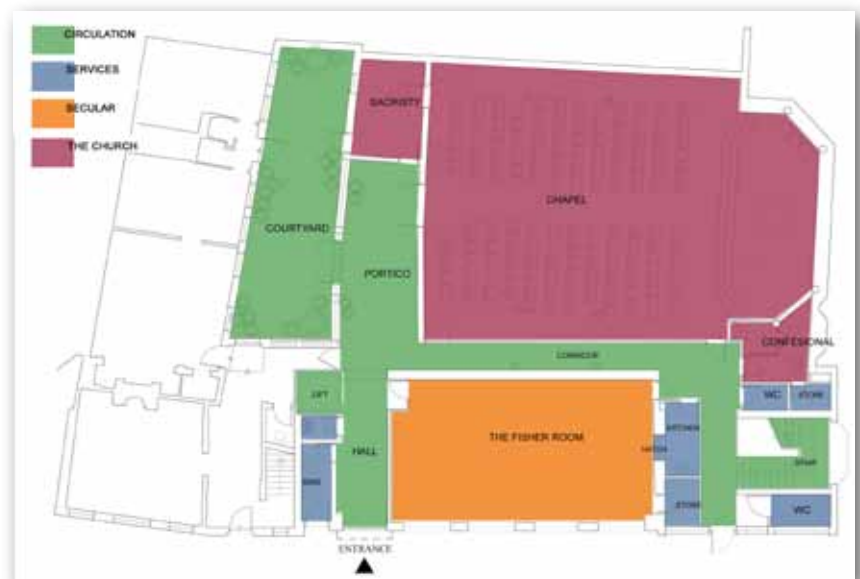 CIRCULATION
SERVICES
SECULAR
THE CHURCH
SACRISTY
CHAPEL
COURTYARD
PORTICO
CONFESIONAL
CORRIDOR
LIFT
WC
STORE
THE FISHER ROOM
KITCHEN
HALL
HATCH
STAIR
STORE
WC
ENTRANCE